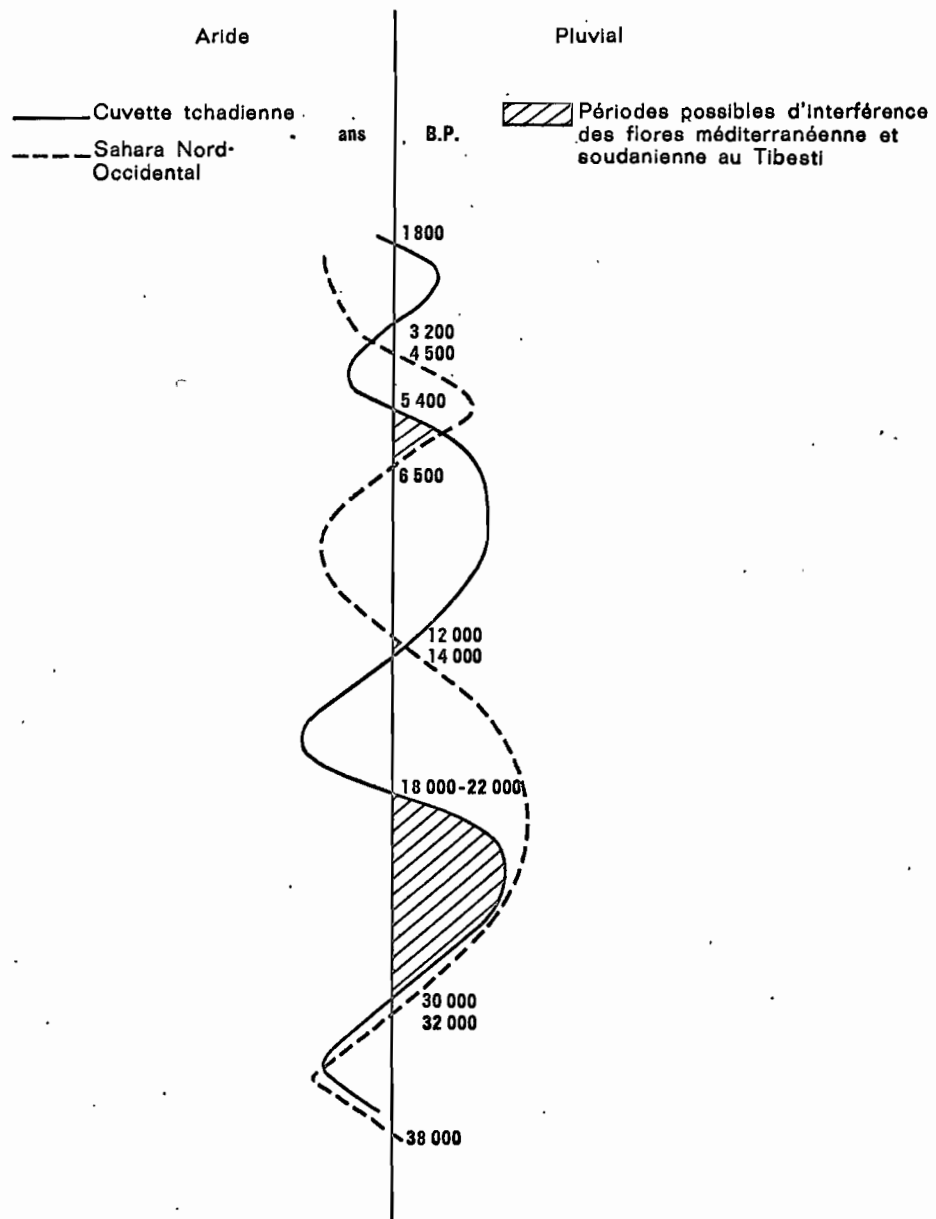 Aride
Pluvial
Cuvette tchadienne
Sahara Nord-
Occidental
ans B.P.
Périodes possibles d'interférence
des flores méditerranéenne et
soudanienne au Tibesti
1800
3 200
4 500
5 400
6 500
12 000
14 000
18 000-22 000
30 000
32 000
38 000